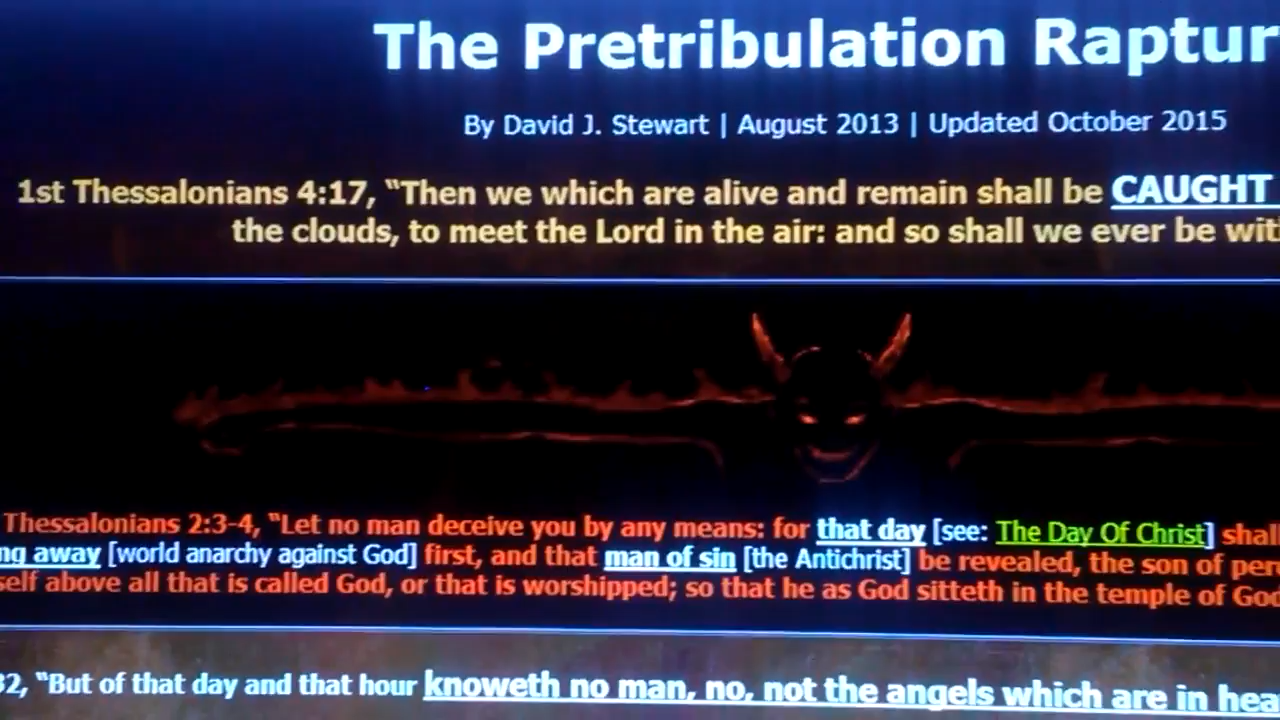 The Pretribulation Raptur
By David J. Stewart | August 2013 | Updated October 2015
1st Thessalonians 4:17, “Then we which are alive and remain shall be CAUGHT
the clouds, to meet the Lord in the air: and so shall we ever be wit
Thessalonians 2:3-4, “Let no man deceive you by any means: for that day [see: The Day Of Christ] shall
ng away [world anarchy against God] first, and that man of sin [the Antichrist] be revealed, the son of per
self above all that is called God, or that is worshipped; so that he as God sitteth in the temple of God
32, “But of that day and that hour knoweth no man, no, not the angels which are in hea